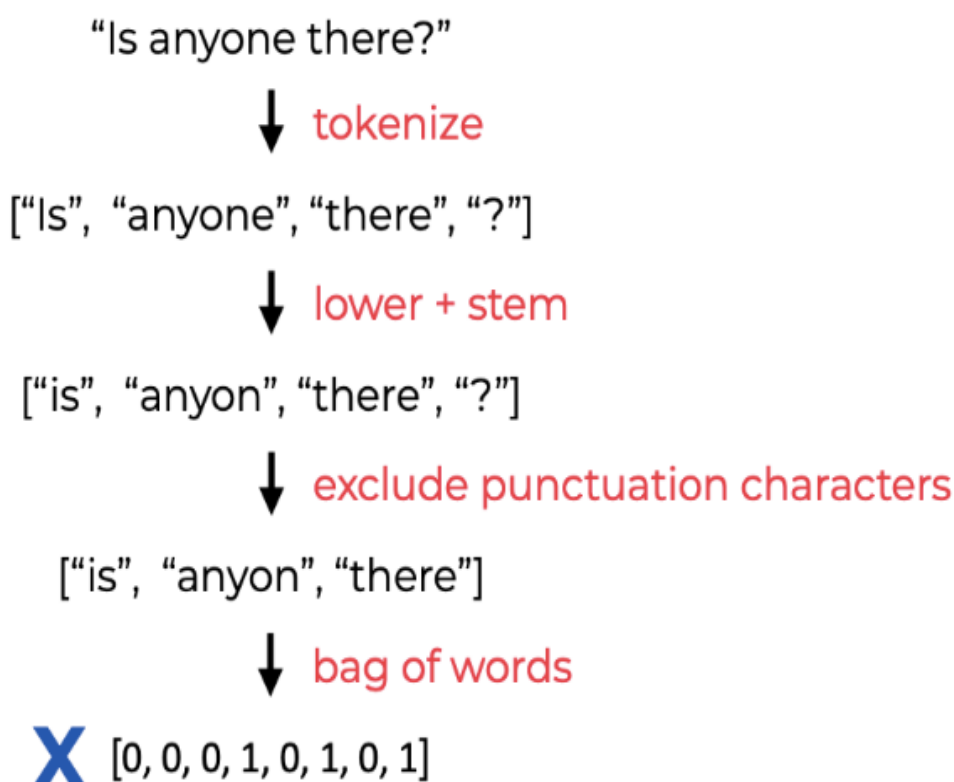 “Is anyone there?”
tokenize
[“Is”, “anyone”, “there”, “?”]
lower + stem
[“is”, “anyon”, “there”, “?”]
exclude punctuation characters
[“is”, “anyon”, “there”]
bag of words
X [0, 0, 0, 1, 0, 1, 0, 1]